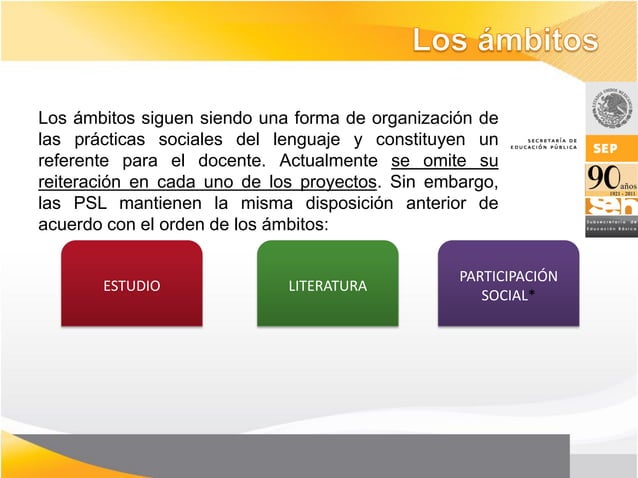 Los ámbitos
Los ámbitos siguen siendo una forma de organización de
las prácticas sociales del lenguaje y constituyen un
referente para el docente. Actualmente se omite su
reiteración en cada uno de los proyectos. Sin embargo,
las PSL mantienen la misma disposición anterior de
acuerdo con el orden de los ámbitos:
SECRETARÍA DE
EDUCACIÓN PÚBLICA
SEP
90 años
1921 - 2011
Subsecretaría de
Educación Básica
ESTUDIO
LITERATURA
PARTICIPACIÓN
SOCIAL*